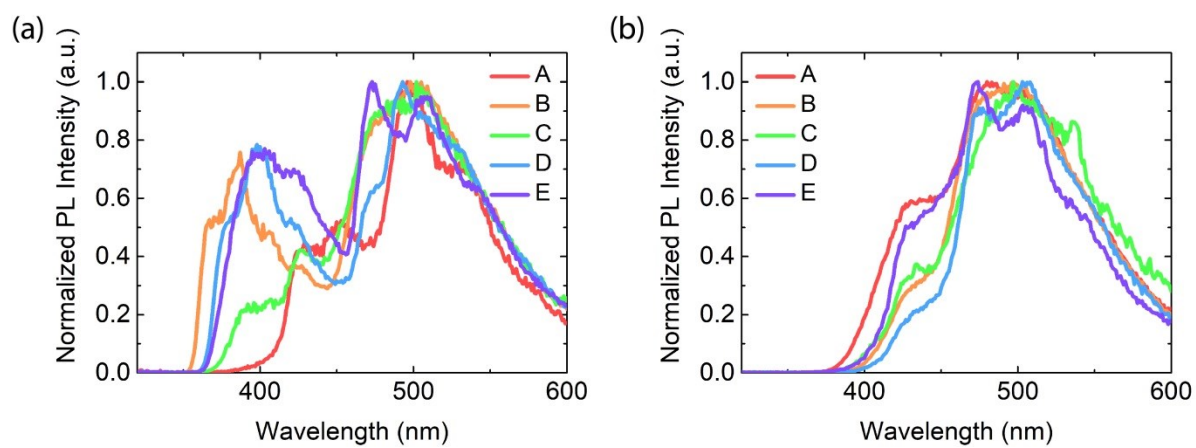 (a)
Normalized PL Intensity (a.u.)
1.0
0.8
0.6
0.4
0.2
0.0
400
500
600
Wavelength (nm)
A
B
C
D
E
(b)
Normalized PL Intensity (a.u.)
1.0
0.8
0.6
0.4
0.2
0.0
400
500
600
Wavelength (nm)
A
B
C
D
E